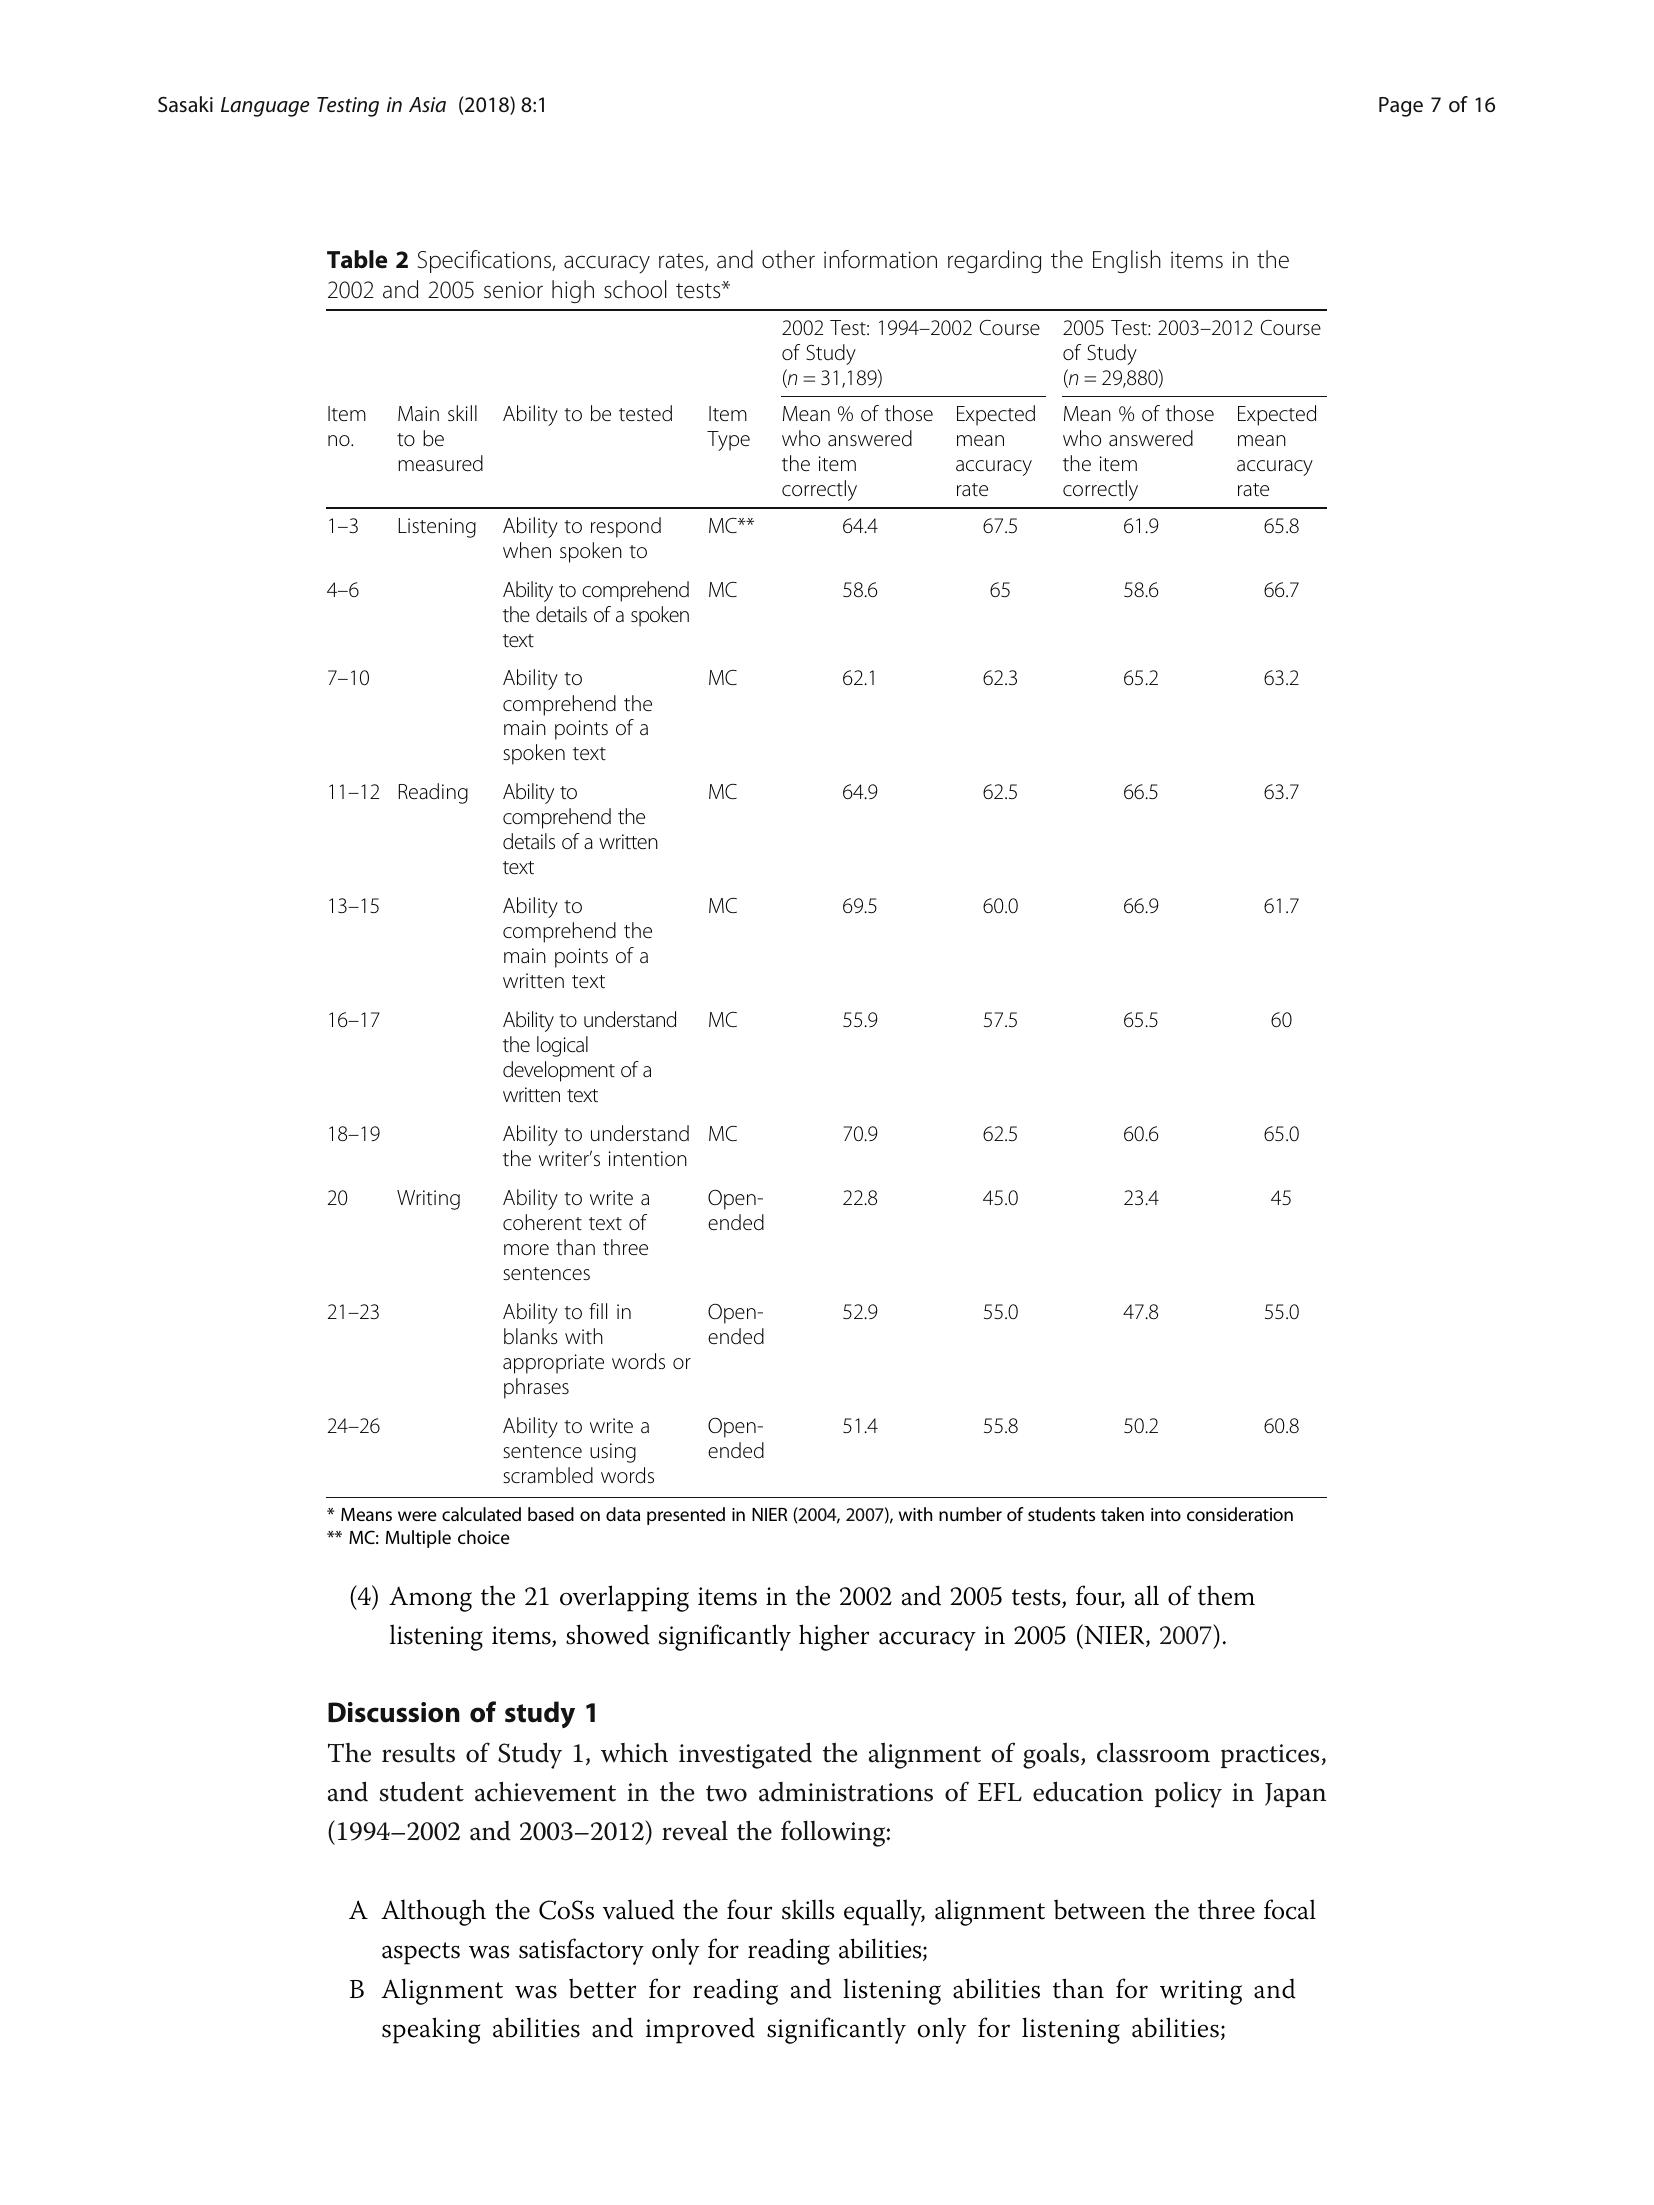 Sasaki Language Testing in Asia (2018) 8:1
Page 7 of 16
Table 2 Specifications, accuracy rates, and other information regarding the English items in the
2002 and 2005 senior high school tests*
2002 Test: 1994–2002 Course of Study (n = 31,189)
2005 Test: 2003–2012 Course of Study (n = 29,880)
Item no.
Main skill to be measured
Ability to be tested
Item Type
Mean % of those who answered the item correctly
Expected mean accuracy rate
Mean % of those who answered the item correctly
Expected mean accuracy rate
1–3 Listening Ability to respond when spoken to MC** 64.4 67.5 61.9 65.8
4–6 Ability to comprehend the details of a spoken text MC 58.6 65 58.6 66.7
7–10 Ability to comprehend the main points of a spoken text MC 62.1 62.3 65.2 63.2
11–12 Reading Ability to comprehend the details of a written text MC 64.9 62.5 66.5 63.7
13–15 Ability to comprehend the main points of a written text MC 69.5 60.0 66.9 61.7
16–17 Ability to understand the logical development of a written text MC 55.9 57.5 65.5 60
18–19 Ability to understand the writer’s intention MC 70.9 62.5 60.6 65.0
20 Writing Ability to write a coherent text of more than three sentences Open-ended 22.8 45.0 23.4 45
21–23 Ability to fill in blanks with appropriate words or phrases Open-ended 52.9 55.0 47.8 55.0
24–26 Ability to write a sentence using scrambled words Open-ended 51.4 55.8 50.2 60.8
* Means were calculated based on data presented in NIER (2004, 2007), with number of students taken into consideration
** MC: Multiple choice
(4) Among the 21 overlapping items in the 2002 and 2005 tests, four, all of them
listening items, showed significantly higher accuracy in 2005 (NIER, 2007).
Discussion of study 1
The results of Study 1, which investigated the alignment of goals, classroom practices,
and student achievement in the two administrations of EFL education policy in Japan
(1994–2002 and 2003–2012) reveal the following:
A Although the CoSs valued the four skills equally, alignment between the three focal
aspects was satisfactory only for reading abilities;
B Alignment was better for reading and listening abilities than for writing and
speaking abilities and improved significantly only for listening abilities;